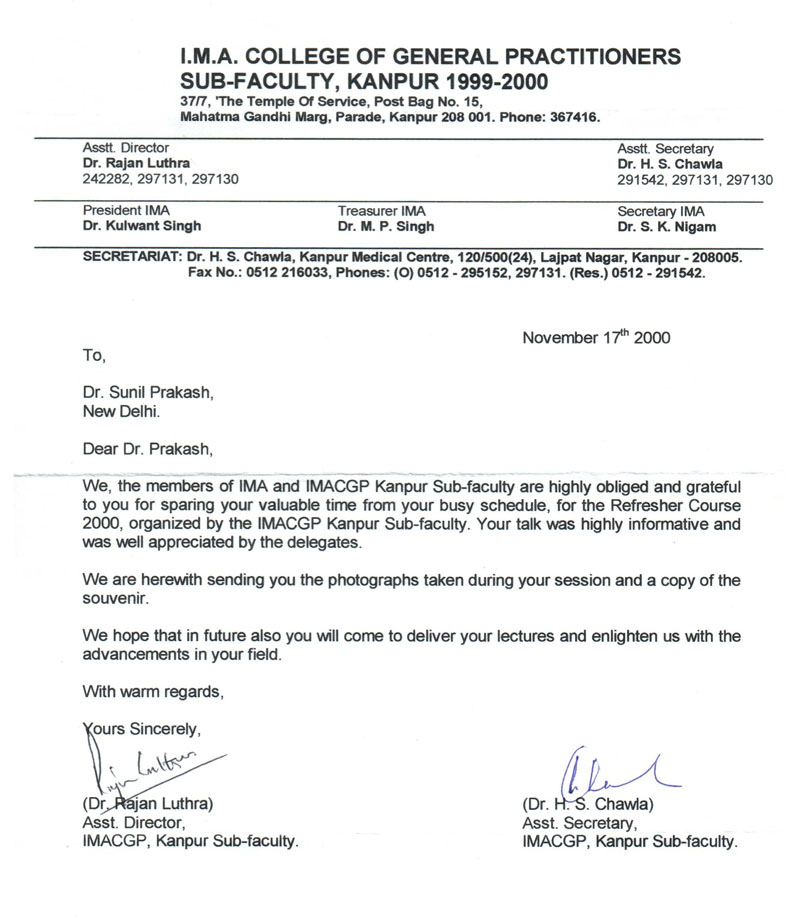 I.M.A. COLLEGE OF GENERAL PRACTITIONERS
SUB-FACULTY, KANPUR 1999-2000
37/7, 'The Temple Of Service, Post Bag No. 15,
Mahatma Gandhi Marg, Parade, Kanpur 208 001. Phone: 367416.
Asstt. Director
Dr. Rajan Luthra
242282, 297131, 297130
Asstt. Secretary
Dr. H. S. Chawla
291542, 297131, 297130
President IMA
Dr. Kulwant Singh
Treasurer IMA
Dr. M. P. Singh
Secretary IMA
Dr. S. K. Nigam
SECRETARIAT: Dr. H. S. Chawla, Kanpur Medical Centre, 120/500(24), Lajpat Nagar, Kanpur - 208005.
Fax No.: 0512 216033, Phones: (O) 0512 - 295152, 297131. (Res.) 0512 - 291542.
November 17th 2000
To,
Dr. Sunil Prakash,
New Delhi.
Dear Dr. Prakash,
We, the members of IMA and IMACGP Kanpur Sub-faculty are highly obliged and grateful
to you for sparing your valuable time from your busy schedule, for the Refresher Course
2000, organized by the IMACGP Kanpur Sub-faculty. Your talk was highly informative and
was well appreciated by the delegates.
We are herewith sending you the photographs taken during your session and a copy of the
souvenir.
We hope that in future also you will come to deliver your lectures and enlighten us with the
advancements in your field.
With warm regards,
Yours Sincerely,
Rajan Luthra
(Dr. Rajan Luthra)
Asst. Director,
IMACGP, Kanpur Sub-faculty.
(Dr. H. S. Chawla)
Asst. Secretary,
IMACGP, Kanpur Sub-faculty.